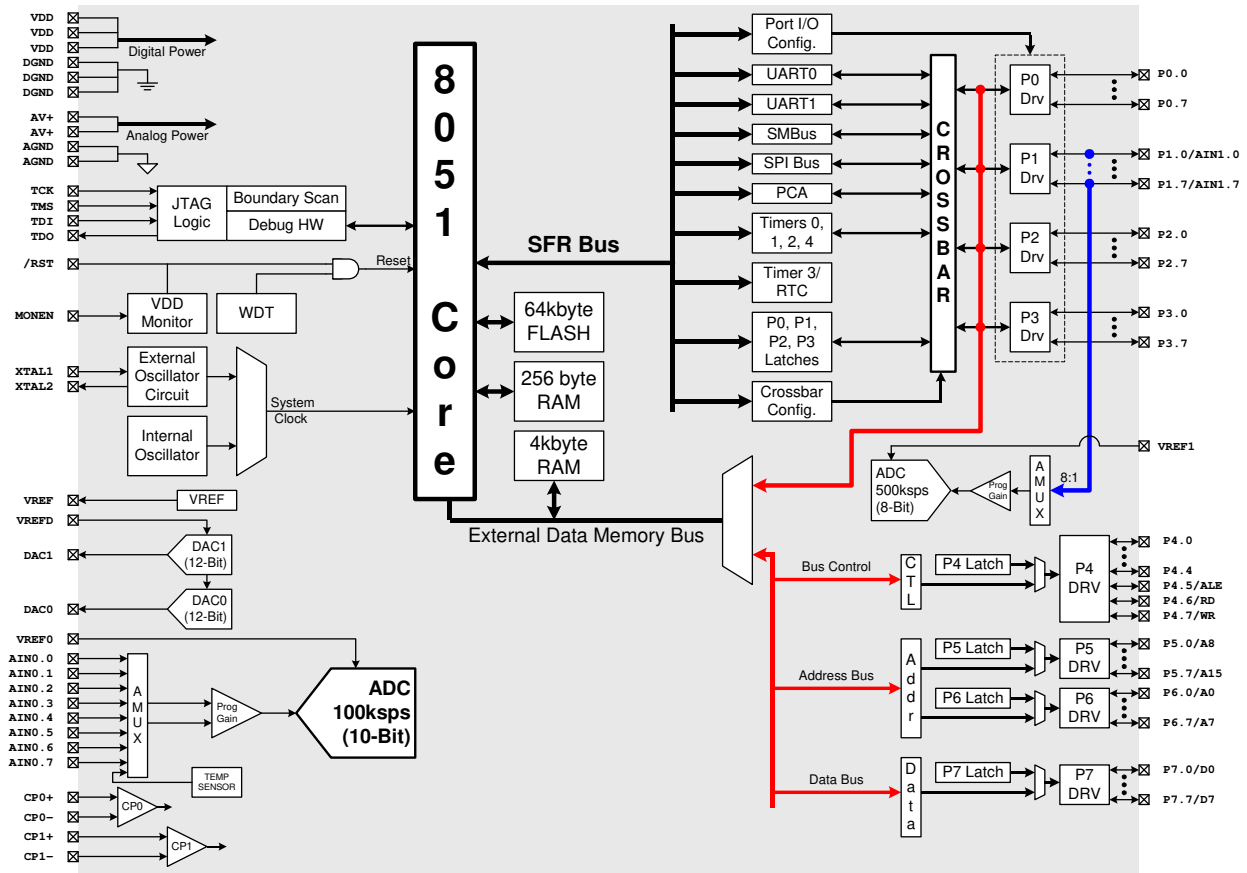 VDD
VDD
VDD
Digital Power
DGND
DGND
DGND
AV+
AV+
Analog Power
AGND
AGND
TCK
TMS
TDI
TDO
JTAG
Logic
Boundary Scan
Debug HW
/RST
Reset
MONEN
VDD
Monitor
WDT
XTAL1
XTAL2
External
Oscillator
Circuit
Internal
Oscillator
System
Clock
VREF
VREF
VREFD
DAC1
DAC1
(12-Bit)
DAC0
DAC0
(12-Bit)
VREF0
AIN0.0
AIN0.1
AIN0.2
AIN0.3
AIN0.4
AIN0.5
AIN0.6
AIN0.7
AMUX
Prog
Gain
ADC
100ksps
(10-Bit)
TEMP
SENSOR
CP0+
CP0-
CP0
CP1+
CP1-
CP1
8051 Core
64kbyte
FLASH
256 byte
RAM
4kbyte
RAM
SFR Bus
External Data Memory Bus
Port I/O
Config.
UART0
UART1
SMBus
SPI Bus
PCA
Timers 0,
1, 2, 4
Timer 3/
RTC
P0, P1,
P2, P3
Latches
Crossbar
Config.
CROSSBAR
P0
Drv
P1
Drv
P2
Drv
P3
Drv
P0.0
P0.7
P1.0/AIN1.0
P1.7/AIN1.7
P2.0
P2.7
P3.0
P3.7
VREF1
ADC
500ksps
(8-Bit)
Prog
Gain
AMUX
8:1
Bus Control
CTL
P4 Latch
P4
DRV
P4.0
P4.4
P4.5/ALE
P4.6/RD
P4.7/WR
Address Bus
Addr
P5 Latch
P5
DRV
P5.0/A8
P5.7/A15
P6 Latch
P6
DRV
P6.0/A0
P6.7/A7
Data Bus
Data
P7 Latch
P7
DRV
P7.0/D0
P7.7/D7